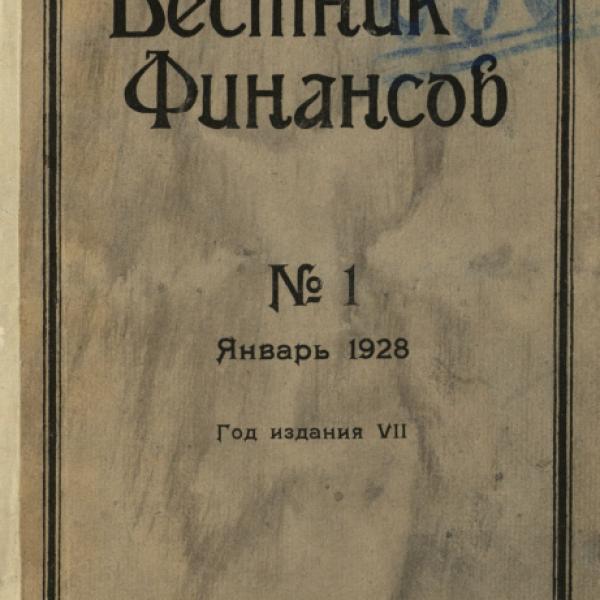 Вестник
Финансов
№ 1
Январь 1928
Год издания VII